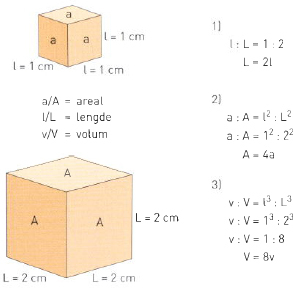 a
a
a
l = 1 cm
l = 1 cm
l = 1 cm
a/A = areal
l/L = lengde
v/V = volum
A
A
A
L = 2 cm
L = 2 cm
L = 2 cm
1)
l : L = 1 : 2
L = 2l
2)
a : A = l² : L²
a : A = 1² : 2²
A = 4a
3)
v : V = l³ : L³
v : V = 1³ : 2³
v : V = 1 : 8
V = 8v